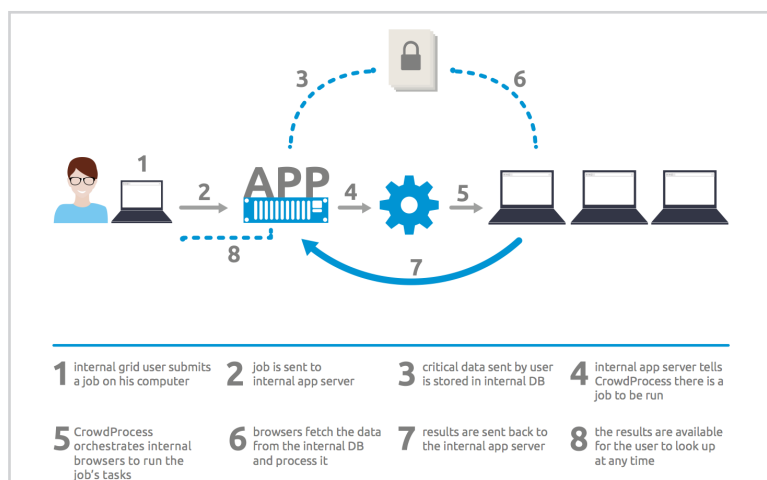 3
6
1
2
APP
4
5
8
7
1 internal grid user submits
a job on his computer
2 job is sent to
internal app server
3 critical data sent by user
is stored in internal DB
4 internal app server tells
CrowdProcess there is a
job to be run
5 CrowdProcess
orchestrates internal
browsers to run the
job's tasks
6 browsers fetch the data
from the internal DB
and process it
7 results are sent back to
the internal app server
8 the results are available
for the user to look up
at any time